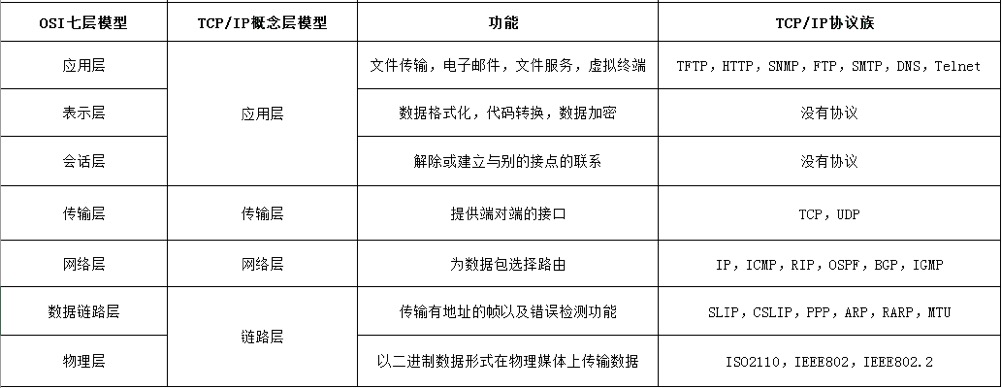 OSI七层模型 TCP/IP概念层模型 功能 TCP/IP协议族
应用层 文件传输，电子邮件，文件服务，虚拟终端 TFTP，HTTP，SNMP，FTP，SMTP，DNS，Telnet
表示层 应用层 数据格式化，代码转换，数据加密 没有协议
会话层 解除或建立与别的接点的联系 没有协议
传输层 传输层 提供端对端的接口 TCP，UDP
网络层 网络层 为数据包选择路由 IP，ICMP，RIP，OSPF，BGP，IGMP
数据链路层 传输有地址的帧以及错误检测功能 SLIP，CSLIP，PPP，ARP，RARP，MTU
链路层
物理层 以二进制数据形式在物理媒体上传输数据 ISO2110，IEEE802，IEEE802.2